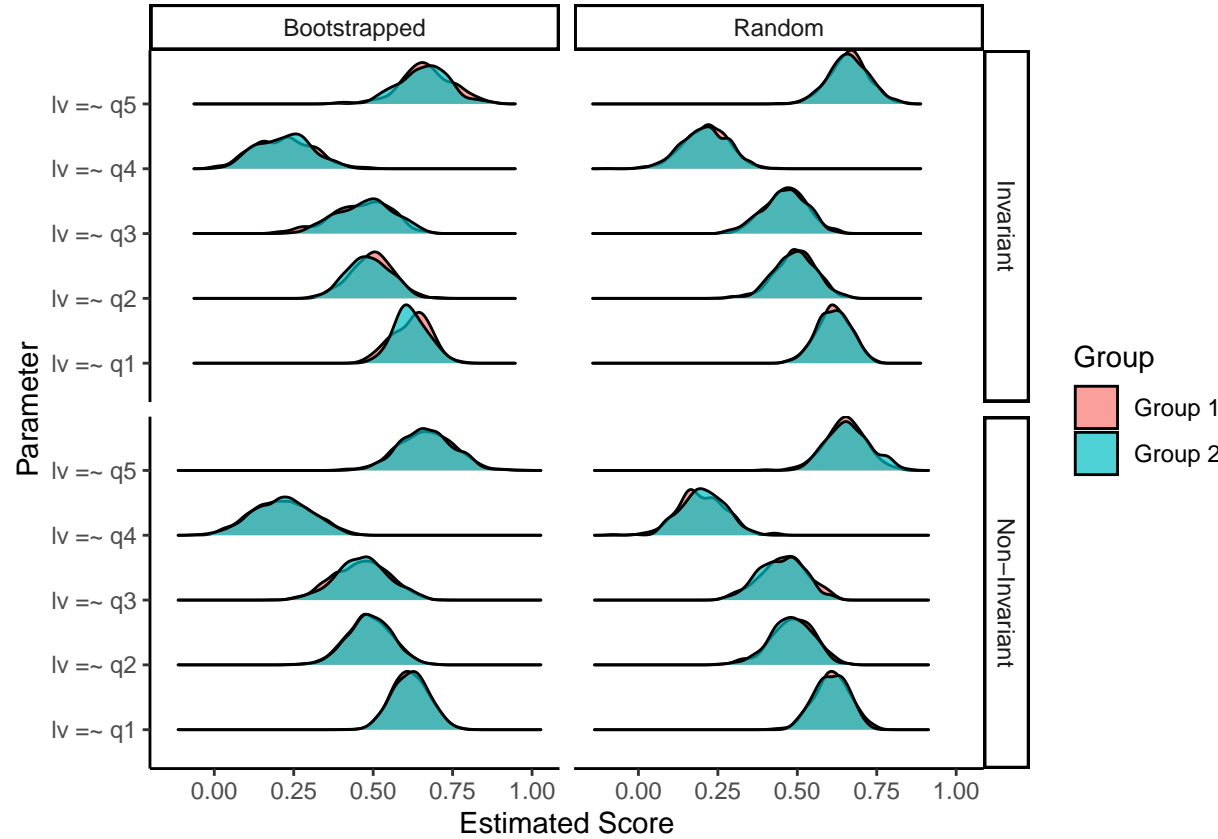 Bootstrapped
Random
Parameter
lv =~ q5
lv =~ q4
lv =~ q3
lv =~ q2
lv =~ q1
Invariant
lv =~ q5
lv =~ q4
lv =~ q3
lv =~ q2
lv =~ q1
Non−Invariant
0.00 0.25 0.50 0.75 1.00
0.00 0.25 0.50 0.75 1.00
Estimated Score
Group
Group 1
Group 2